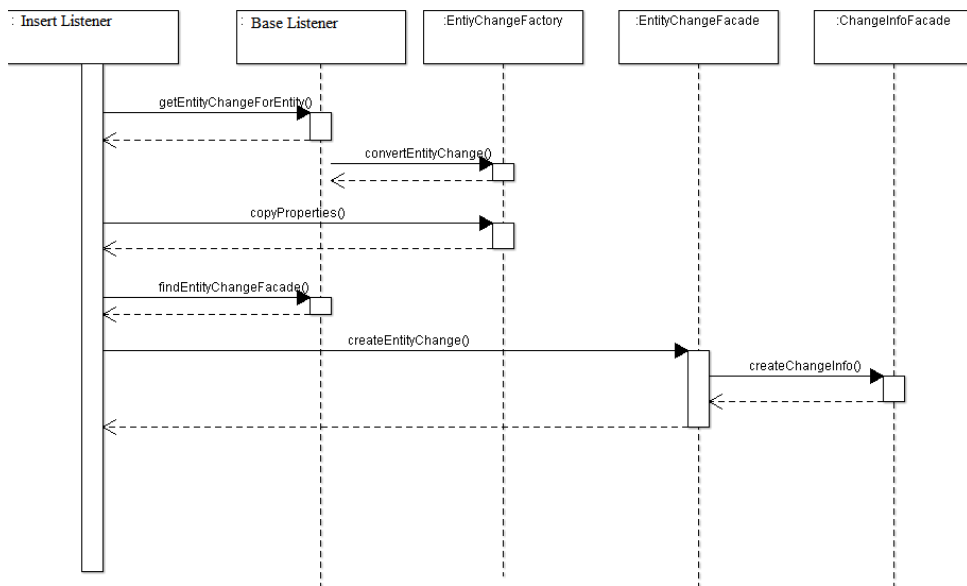 : Insert Listener
: Base Listener
:EntiyChangeFactory
:EntityChangeFacade
:ChangeInfoFacade
getEntityChangeForEntity()
convertEntityChange()
copyProperties()
findEntityChangeFacade()
createEntityChange()
createChangeInfo()